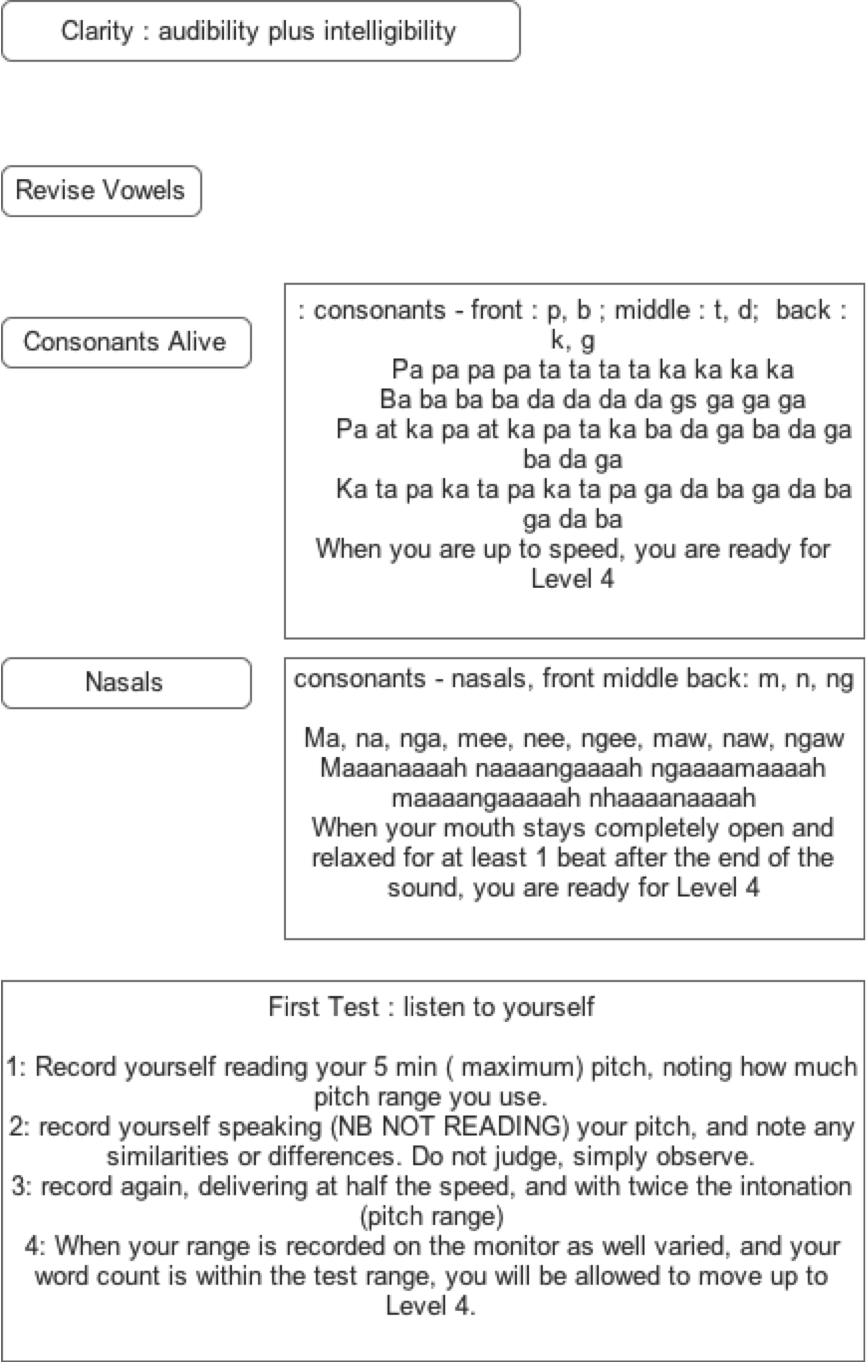 Clarity : audibility plus intelligibility
Revise Vowels
Consonants Alive
: consonants - front : p, b ; middle : t, d;  back :
k, g
Pa pa pa pa ta ta ta ta ka ka ka ka
Ba ba ba ba da da da da gs ga ga ga
Pa at ka pa at ka pa ta ka ba da ga ba da ga
ba da ga
Ka ta pa ka ta pa ka ta pa ga da ba ga da ba
ga da ba
When you are up to speed, you are ready for
Level 4
Nasals
consonants - nasals, front middle back: m, n, ng
Ma, na, nga, mee, nee, ngee, maw, naw, ngaw
Maaanaaaah naaaangaaaah ngaaaamaaaah
maaaangaaaaah nhaaaanaaaah
When your mouth stays completely open and
relaxed for at least 1 beat after the end of the
sound, you are ready for Level 4
First Test : listen to yourself
1: Record yourself reading your 5 min ( maximum) pitch, noting how much
pitch range you use.
2: record yourself speaking (NB NOT READING) your pitch, and note any
similarities or differences. Do not judge, simply observe.
3: record again, delivering at half the speed, and with twice the intonation
(pitch range)
4: When your range is recorded on the monitor as well varied, and your
word count is within the test range, you will be allowed to move up to
Level 4.